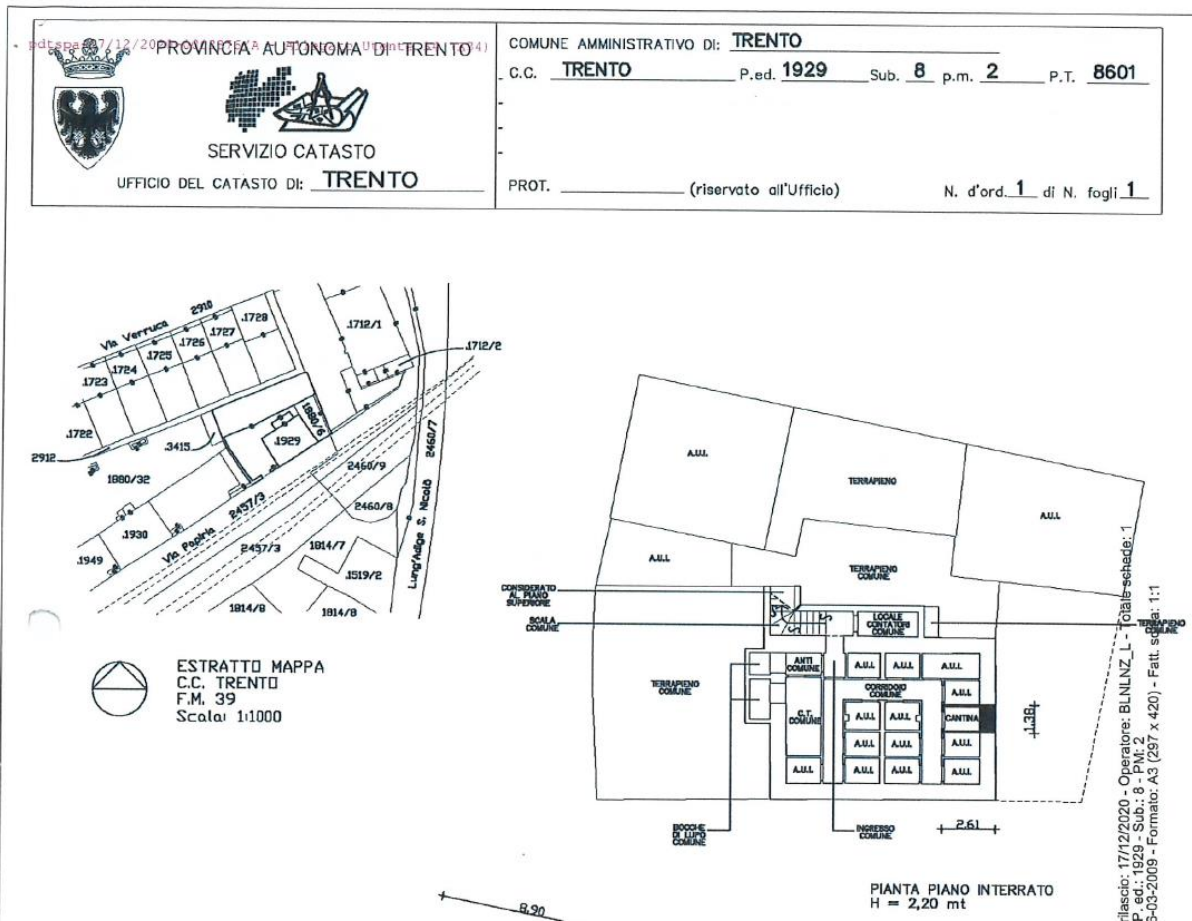 PROVINCIA AUTONOMA DI TRENTO
SERVIZIO CATASTO
UFFICIO DEL CATASTO DI: TRENTO
COMUNE AMMINISTRATIVO DI: TRENTO
C.C. TRENTO P.ed. 1929 Sub. 8 p.m. 2 P.T. 8601
PROT. (riservato all'Ufficio) N. d'ord. 1 di N. fogli 1
Via Verruca 2910
.1728
.1727
.1726
.1725
.1724
.1723
.1722
.1712/1
.1712/2
1880/6
.1929
.3415
2912
1880/32
2460/7
2460/9
2460/8
2457/3
Via Papiria
2457/3
.1930
.1949
1814/7
.1519/2
1814/8
1814/8
Lung'Adige S. Nicolò
ESTRATTO MAPPA
C.C. TRENTO
F.M. 39
Scala: 1:1000
A.U.I.
TERRAPIENO
A.U.I.
A.U.I.
TERRAPIENO
COMUNE
CONSIDERATO
AL PIANO
SUPERIORE
SCALA
COMUNE
LOCALE
CONTATORI
COMUNE
TERRAPIENO
COMUNE
TERRAPIENO
COMUNE
ANTI
COMUNE
A.U.I.
A.U.I.
A.U.I.
CORRIDOIO
COMUNE
A.U.I.
C.T.
COMUNE
A.U.I.
A.U.I.
CANTINA
1.38
A.U.I.
A.U.I.
A.U.I.
A.U.I.
A.U.I.
A.U.I.
A.U.I.
BOCCHE
DI LUPO
COMUNE
INGRESSO
COMUNE
2.61
PIANTA PIANO INTERRATO
H = 2,20 mt
8.90
rilascio: 17/12/2020 - Operatore: BLNLNZ_L - Totale schede: 1
P. ed.: 1929 - Sub.: 8 - PM: 2
6-03-2009 - Formato: A3 (297 x 420) - Fatt. scala: 1:1